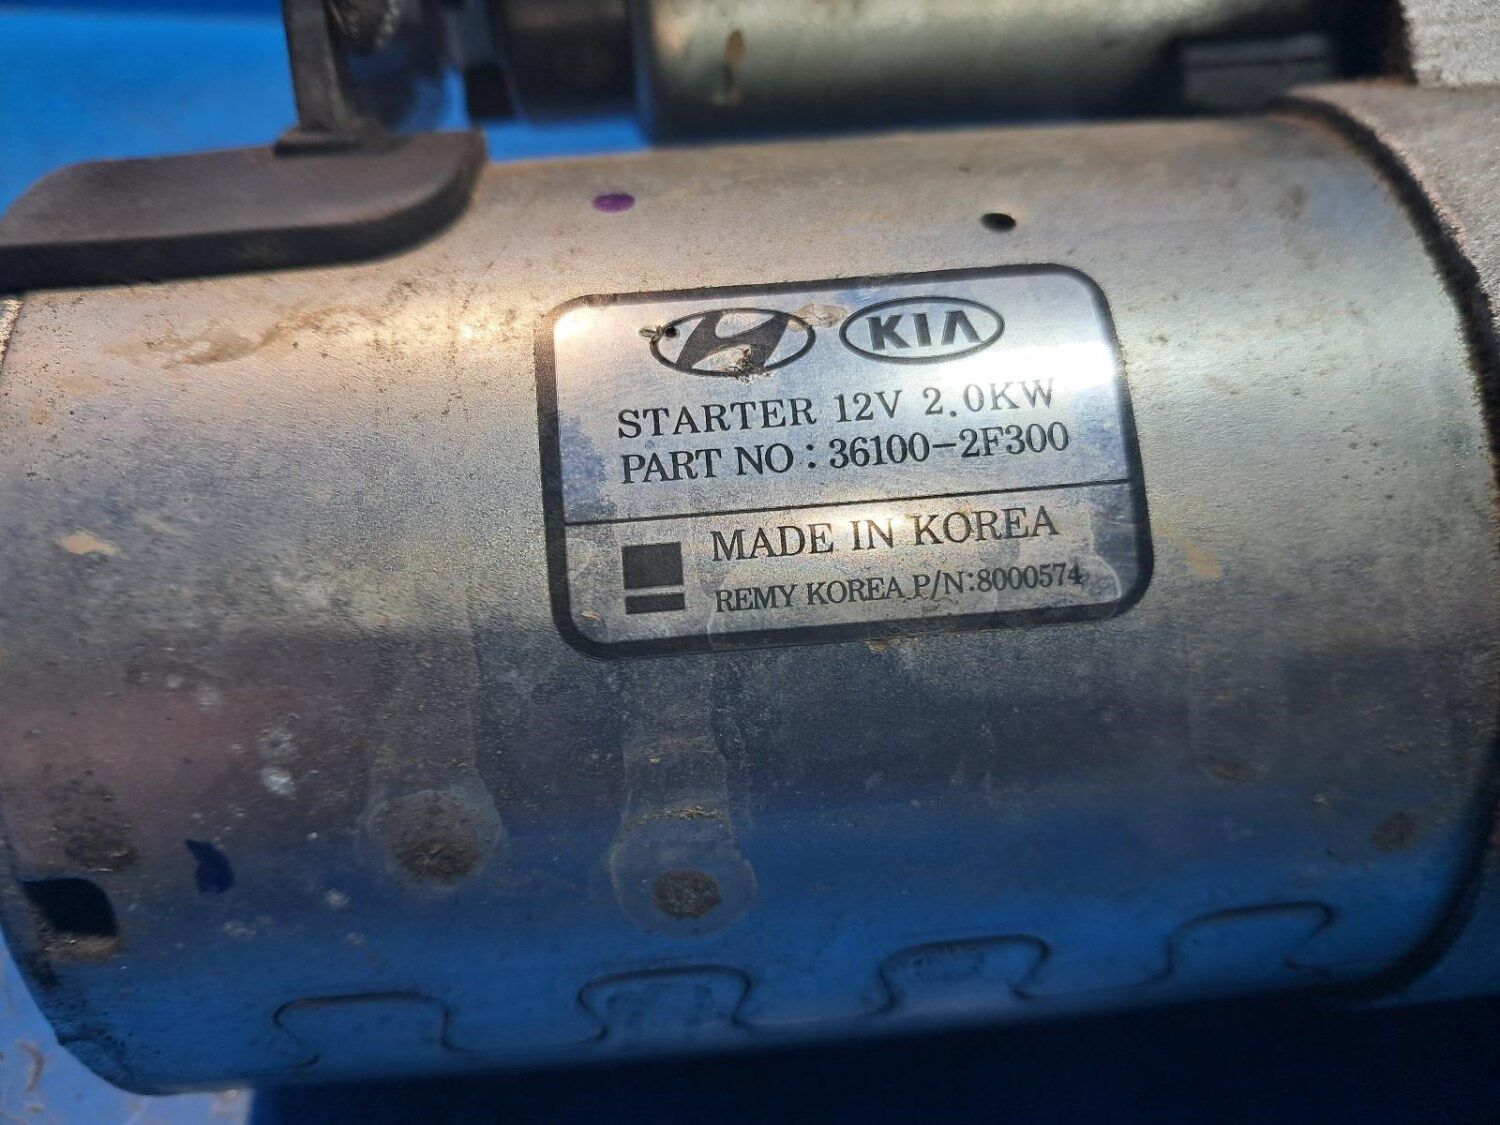 KIA
STARTER 12V 2.0KW
PART NO : 36100-2F300
MADE IN KOREA
REMY KOREA P/N:8000574